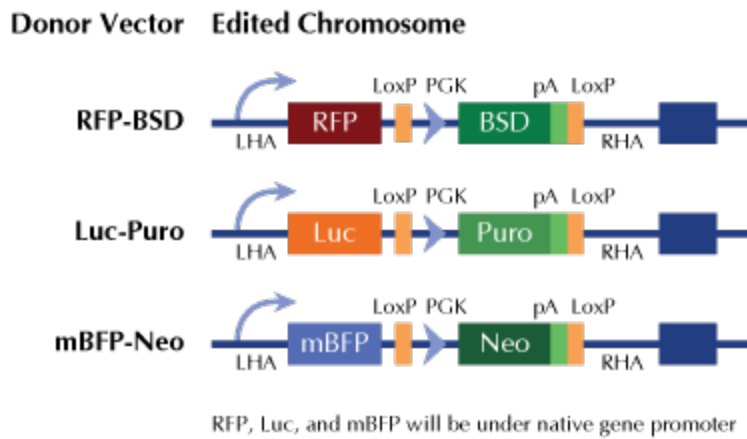 Donor Vector Edited Chromosome
LoxP PGK pA LoxP
RFP-BSD RFP BSD
LHA RHA
LoxP PGK pA LoxP
Luc-Puro Luc Puro
LHA RHA
LoxP PGK pA LoxP
mBFP-Neo mBFP Neo
LHA RHA
RFP, Luc, and mBFP will be under native gene promoter